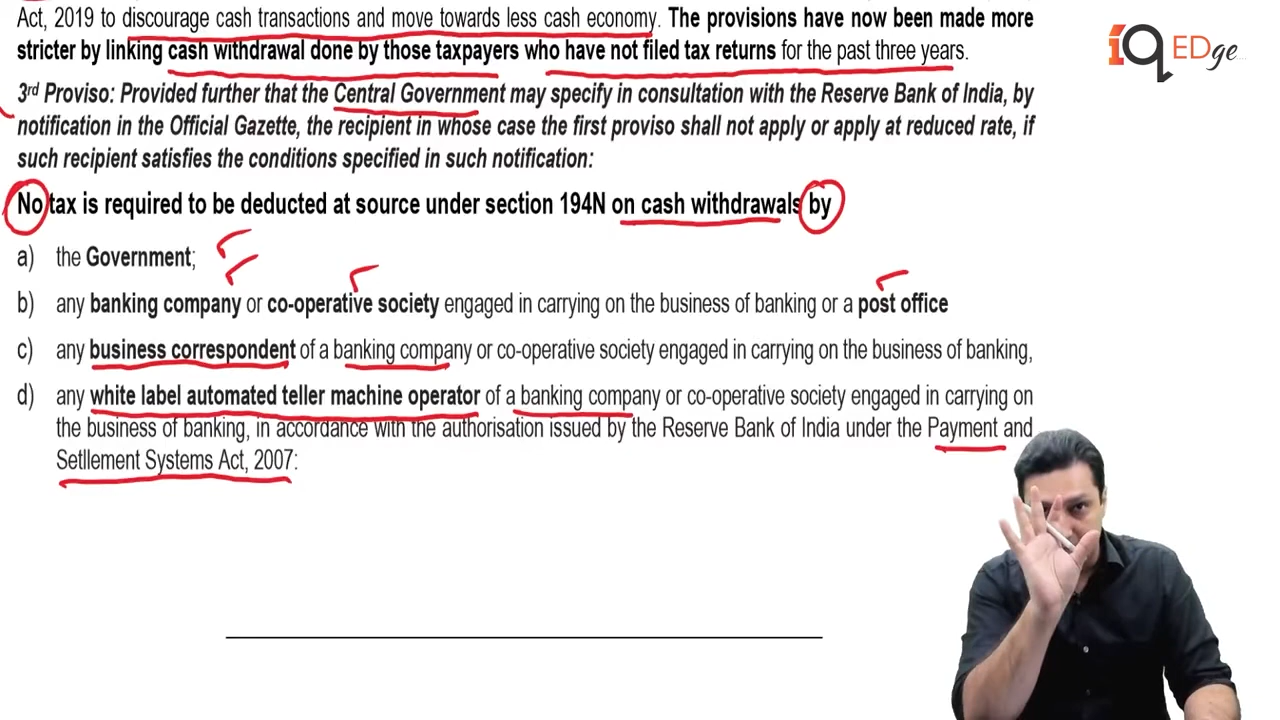 Act, 2019 to discourage cash transactions and move towards less cash economy. The provisions have now been made more
stricter by linking cash withdrawal done by those taxpayers who have not filed tax returns for the past three years.
3rd Proviso: Provided further that the Central Government may specify in consultation with the Reserve Bank of India, by
notification in the Official Gazette, the recipient in whose case the first proviso shall not apply or apply at reduced rate, if
such recipient satisfies the conditions specified in such notification:
No tax is required to be deducted at source under section 194N on cash withdrawals by
a) the Government;
b) any banking company or co-operative society engaged in carrying on the business of banking or a post office
c) any business correspondent of a banking company or co-operative society engaged in carrying on the business of banking,
d) any white label automated teller machine operator of a banking company or co-operative society engaged in carrying on
the business of banking, in accordance with the authorisation issued by the Reserve Bank of India under the Payment and
Setllement Systems Act, 2007:
iQ EDge